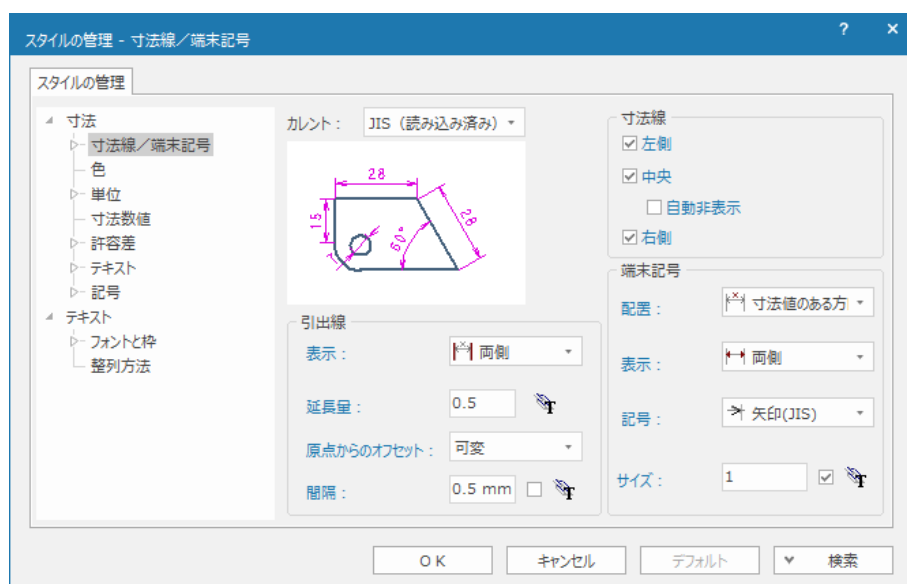 スタイルの管理 - 寸法線／端末記号
? ×
スタイルの管理
寸法
寸法線／端末記号
色
単位
寸法数値
許容差
テキスト
記号
テキスト
フォントと枠
整列方法
カレント： JIS（読み込み済み）
28
15
60°
28
引出線
表示： 両側
延長量： 0.5
原点からのオフセット： 可変
間隔： 0.5 mm
寸法線
左側
中央
自動非表示
右側
端末記号
配置： 寸法値のある方
表示： 両側
記号： 矢印(JIS)
サイズ： 1
ＯＫ キャンセル デフォルト 検索